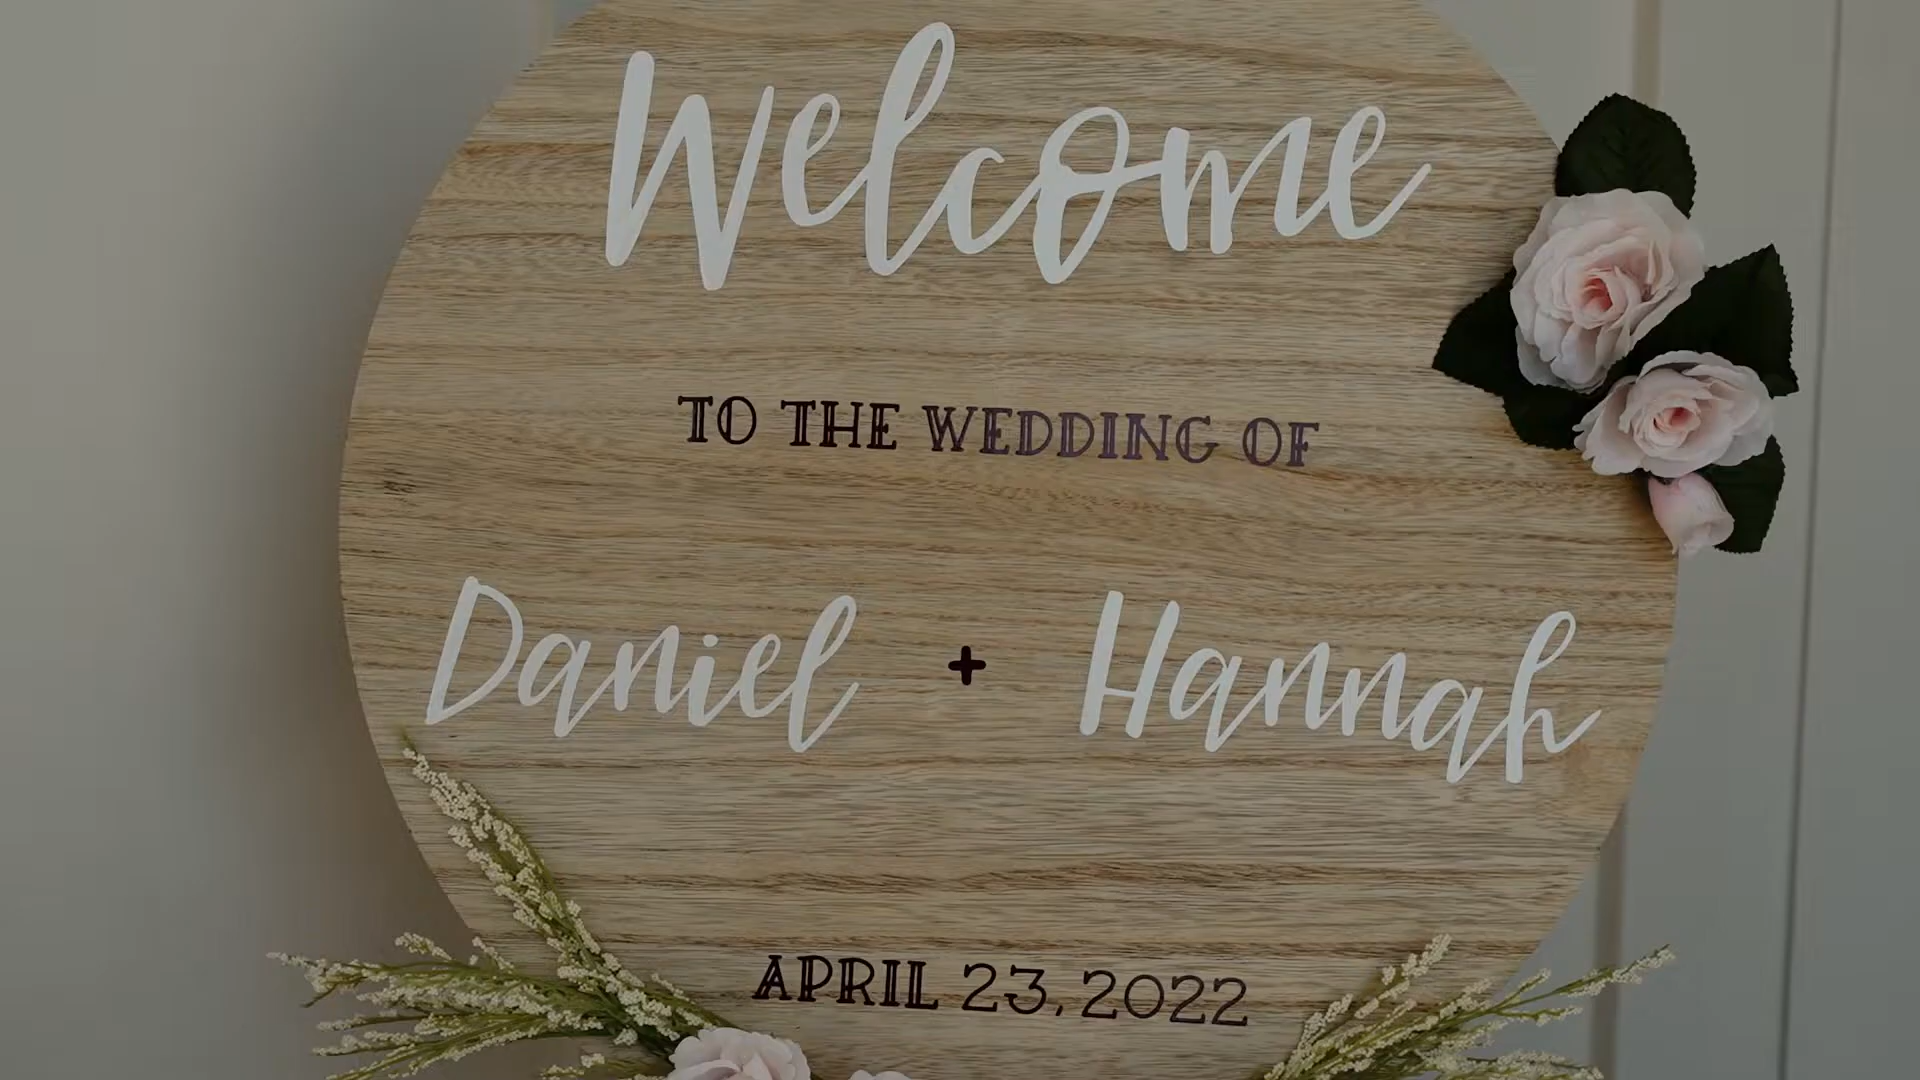 Welcome
TO THE WEDDING OF
Daniel + Hannah
APRIL 23, 2022